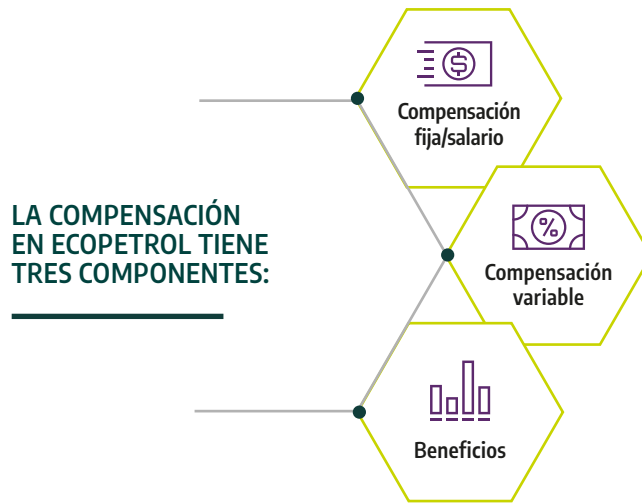 LA COMPENSACIÓN
EN ECOPETROL TIENE
TRES COMPONENTES:
$
Compensación
fija/salario
%
Compensación
variable
Beneficios